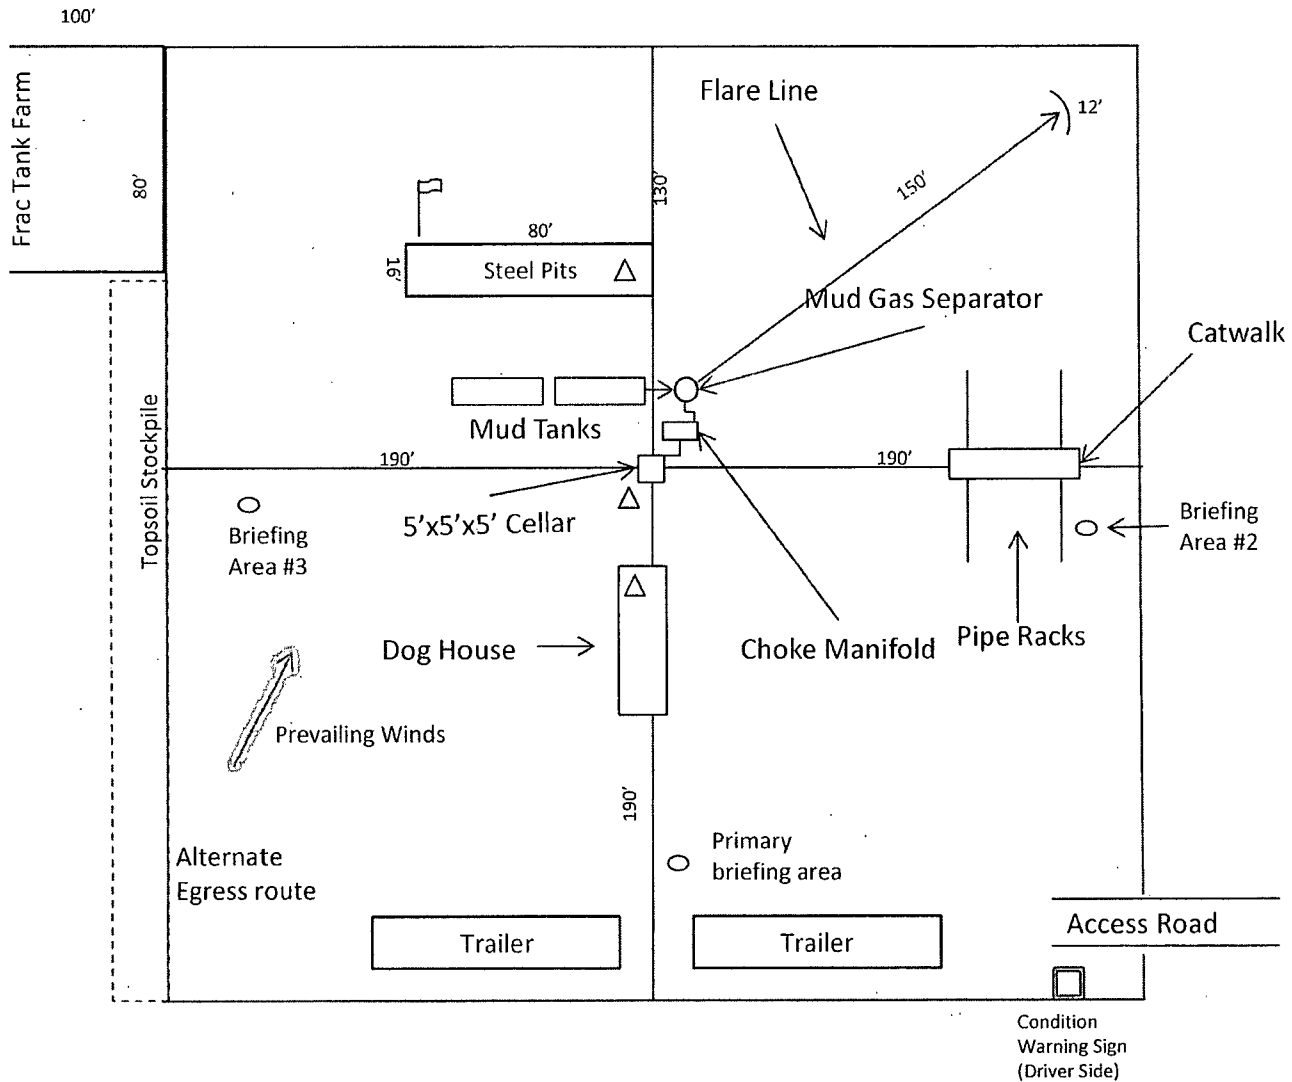 100'
Frac Tank Farm
80'
Flare Line
12'
150'
130'
80'
16'
Steel Pits
Mud Gas Separator
Catwalk
Mud Tanks
Topsoil Stockpile
190'
190'
5'x5'x5' Cellar
Briefing
Area #3
Briefing
Area #2
Dog House
Choke Manifold
Pipe Racks
Prevailing Winds
190'
Primary
briefing area
Alternate
Egress route
Trailer
Trailer
Access Road
Condition
Warning Sign
(Driver Side)